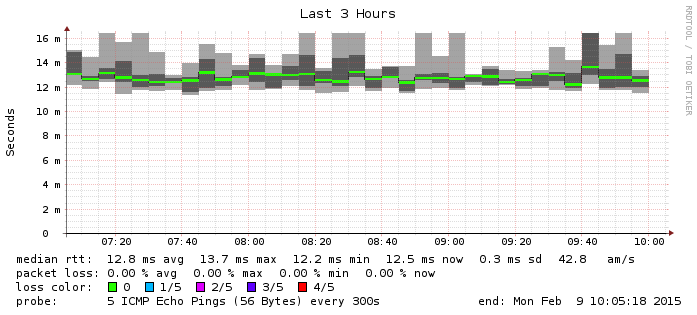 Last 3 Hours
RRDTOOL / TOBI OETIKER
Seconds
16 m
14 m
12 m
10 m
8 m
6 m
4 m
2 m
0
07:20 07:40 08:00 08:20 08:40 09:00 09:20 09:40 10:00
median rtt: 12.8 ms avg 13.7 ms max 12.2 ms min 12.5 ms now 0.3 ms sd 42.8 am/s
packet loss: 0.00 % avg 0.00 % max 0.00 % min 0.00 % now
loss color: 0 1/5 2/5 3/5 4/5
probe: 5 ICMP Echo Pings (56 Bytes) every 300s end: Mon Feb 9 10:05:18 2015